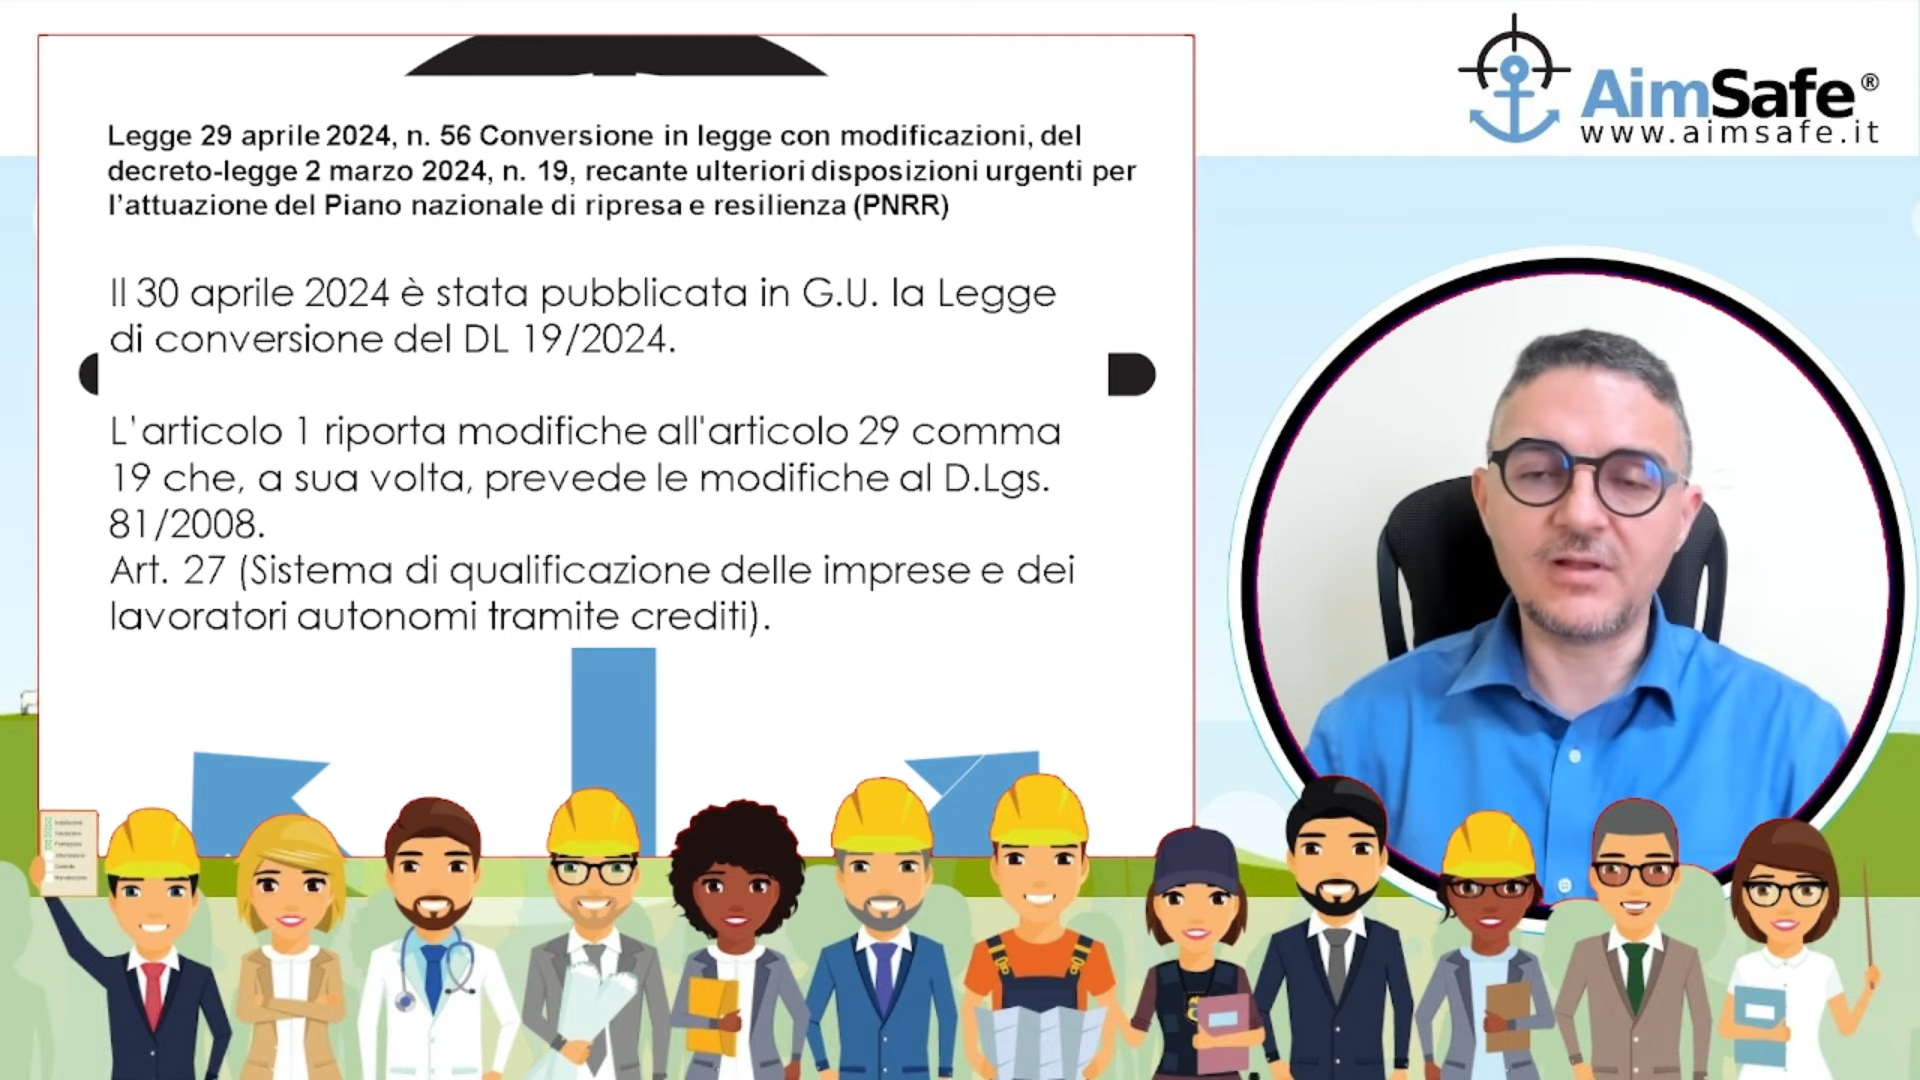 AimSafe®
www.aimsafe.it
Legge 29 aprile 2024, n. 56 Conversione in legge con modificazioni, del
decreto-legge 2 marzo 2024, n. 19, recante ulteriori disposizioni urgenti per
l’attuazione del Piano nazionale di ripresa e resilienza (PNRR)
Il 30 aprile 2024 è stata pubblicata in G.U. la Legge
di conversione del DL 19/2024.
L'articolo 1 riporta modifiche all'articolo 29 comma
19 che, a sua volta, prevede le modifiche al D.Lgs.
81/2008.
Art. 27 (Sistema di qualificazione delle imprese e dei
lavoratori autonomi tramite crediti).